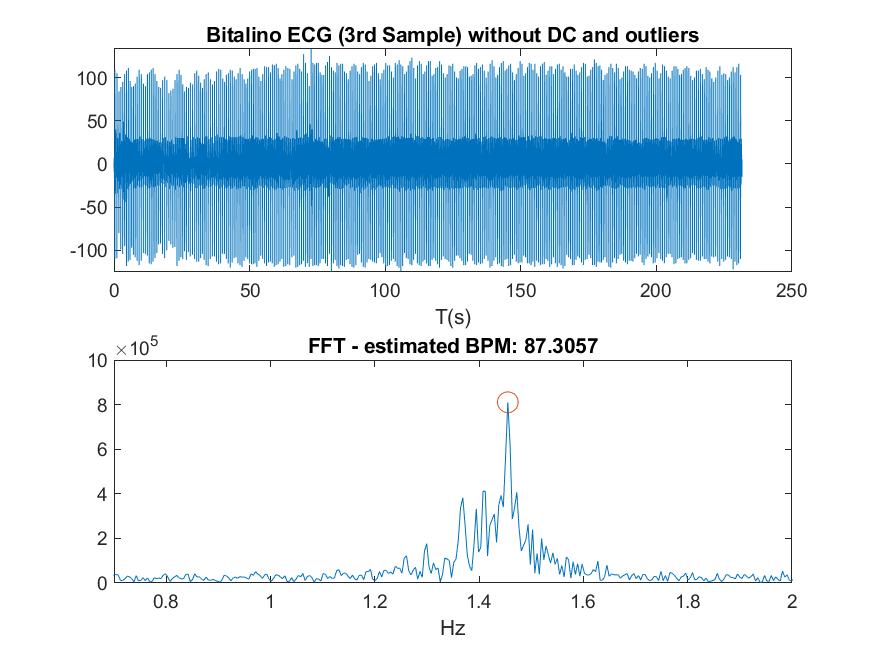 Bitalino ECG (3rd Sample) without DC and outliers
100
50
0
-50
-100
0 50 100 150 200 250
T(s)
FFT - estimated BPM: 87.3057
×10^5
10
8
6
4
2
0
0.8 1 1.2 1.4 1.6 1.8 2
Hz